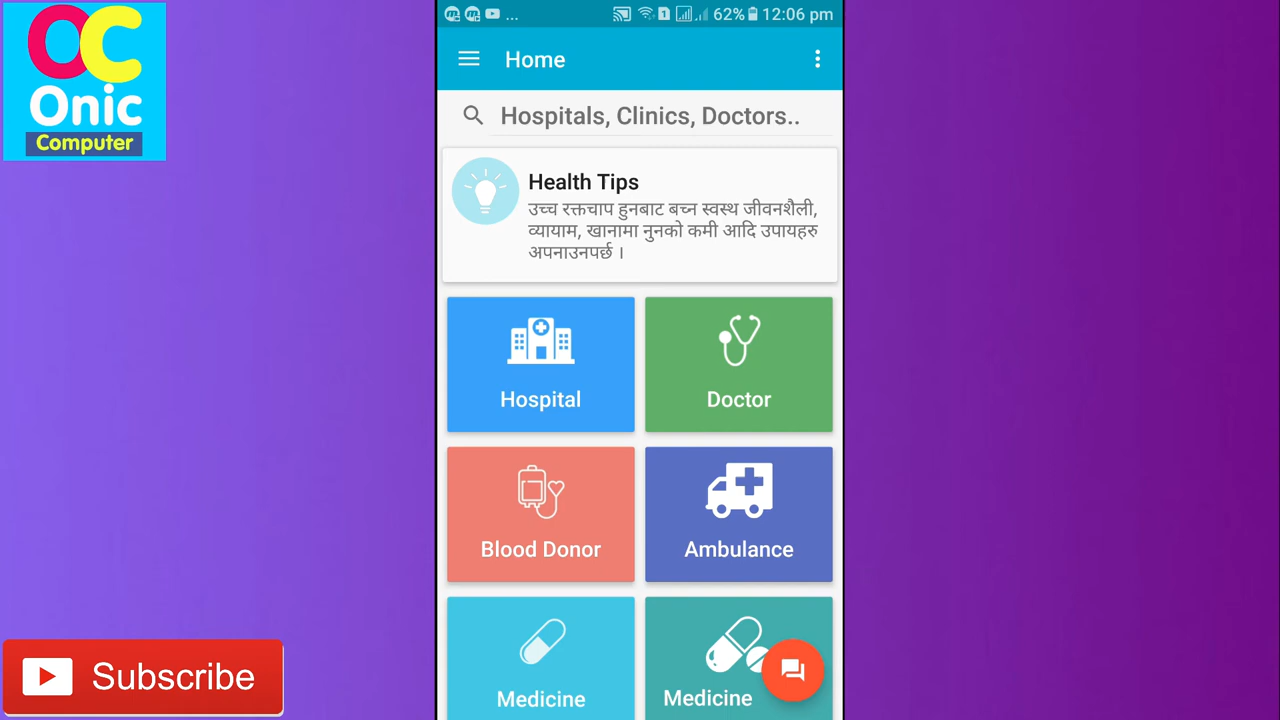 OC
Onic
Computer
... 1 62% 12:06 pm
Home
Hospitals, Clinics, Doctors..
Health Tips
उच्च रक्तचाप हुनबाट बच्न स्वस्थ जीवनशैली,
व्यायाम, खानामा नुनको कमी आदि उपायहरु
अपनाउनपर्छ ।
Hospital
Doctor
Blood Donor
Ambulance
Medicine
Medicine
Subscribe